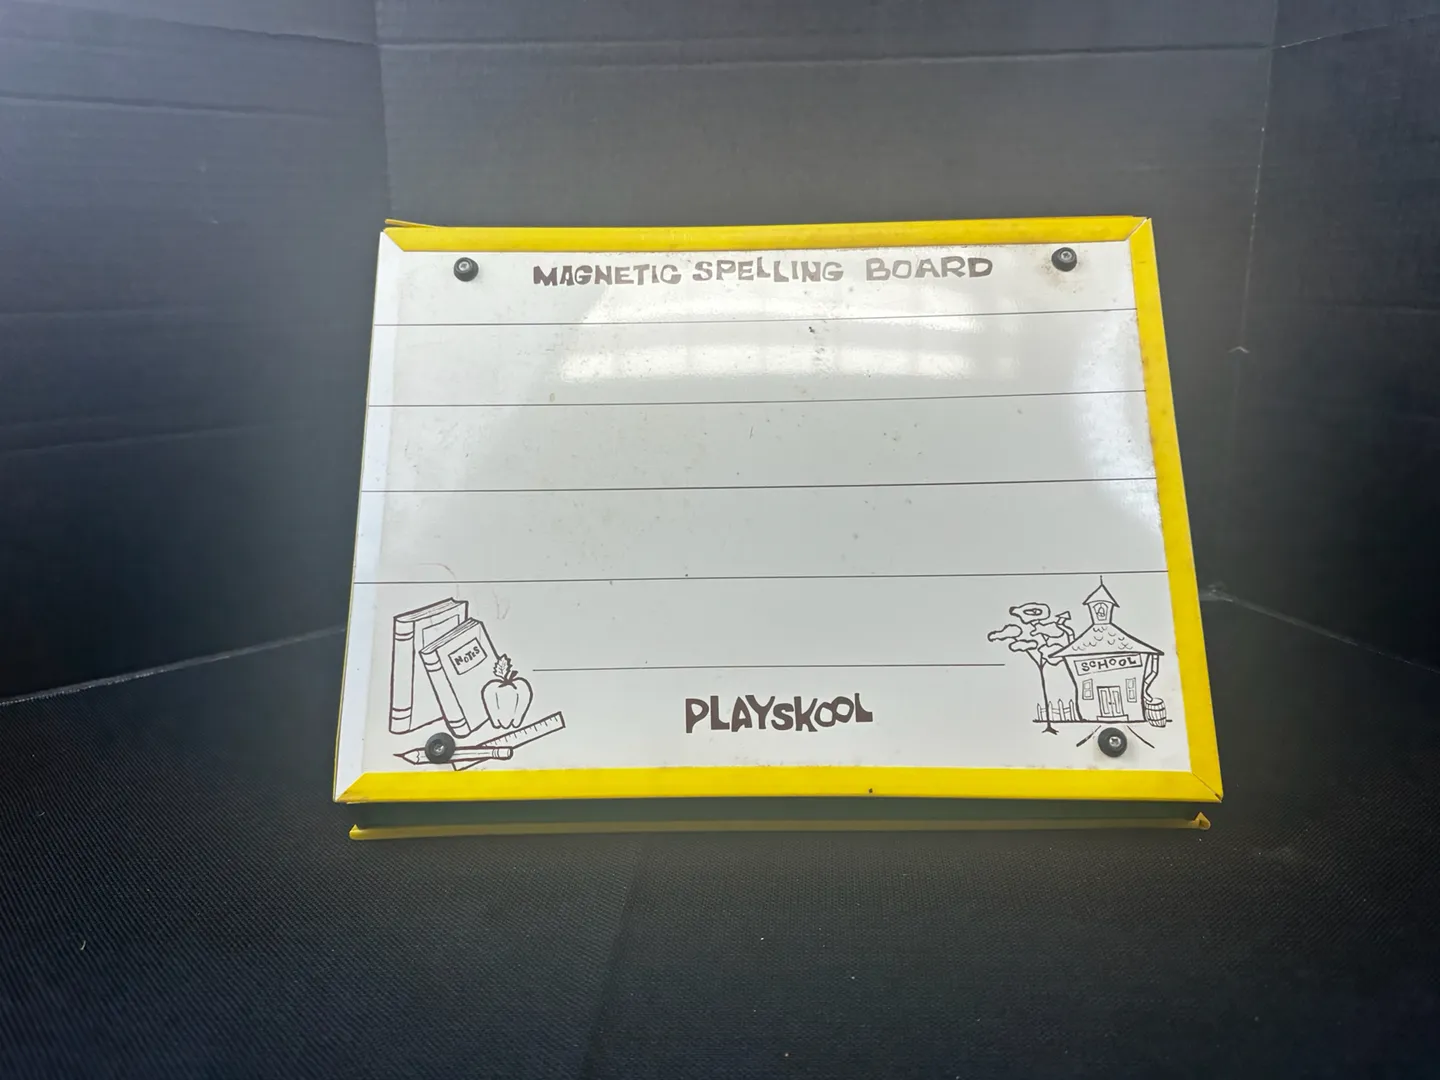 MAGNETIC SPELLING BOARD
NOTES
SCHOOL
PLAYSKOOL